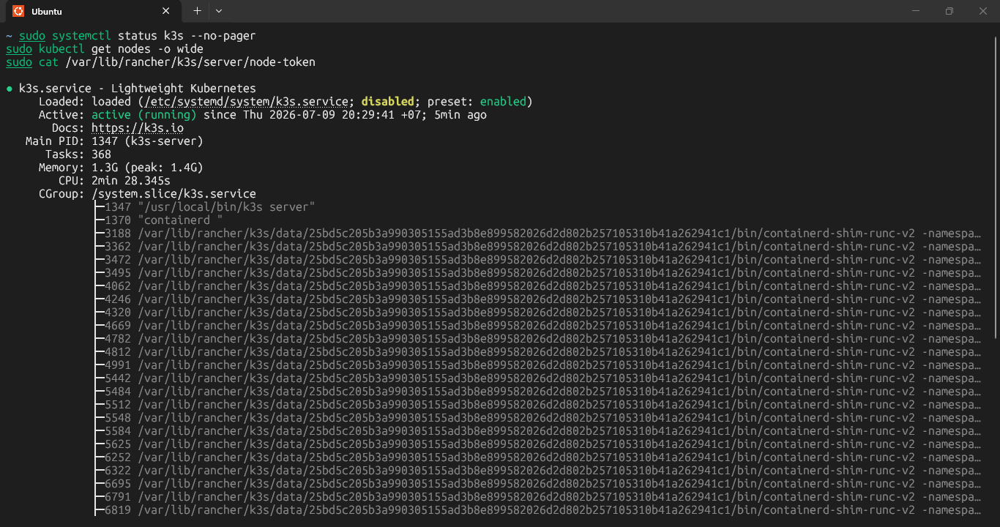 Ubuntu
~ sudo systemctl status k3s --no-pager
sudo kubectl get nodes -o wide
sudo cat /var/lib/rancher/k3s/server/node-token
● k3s.service - Lightweight Kubernetes
Loaded: loaded (/etc/systemd/system/k3s.service; disabled; preset: enabled)
Active: active (running) since Thu 2026-07-09 20:29:41 +07; 5min ago
Docs: https://k3s.io
Main PID: 1347 (k3s-server)
Tasks: 368
Memory: 1.3G (peak: 1.4G)
CPU: 2min 28.345s
CGroup: /system.slice/k3s.service
├─1347 "/usr/local/bin/k3s server"
├─1370 "containerd "
├─3188 /var/lib/rancher/k3s/data/25bd5c205b3a990305155ad3b8e899582026d2d802b257105310b41a262941c1/bin/containerd-shim-runc-v2 -namespa…
├─3362 /var/lib/rancher/k3s/data/25bd5c205b3a990305155ad3b8e899582026d2d802b257105310b41a262941c1/bin/containerd-shim-runc-v2 -namespa…
├─3472 /var/lib/rancher/k3s/data/25bd5c205b3a990305155ad3b8e899582026d2d802b257105310b41a262941c1/bin/containerd-shim-runc-v2 -namespa…
├─3495 /var/lib/rancher/k3s/data/25bd5c205b3a990305155ad3b8e899582026d2d802b257105310b41a262941c1/bin/containerd-shim-runc-v2 -namespa…
├─4062 /var/lib/rancher/k3s/data/25bd5c205b3a990305155ad3b8e899582026d2d802b257105310b41a262941c1/bin/containerd-shim-runc-v2 -namespa…
├─4246 /var/lib/rancher/k3s/data/25bd5c205b3a990305155ad3b8e899582026d2d802b257105310b41a262941c1/bin/containerd-shim-runc-v2 -namespa…
├─4320 /var/lib/rancher/k3s/data/25bd5c205b3a990305155ad3b8e899582026d2d802b257105310b41a262941c1/bin/containerd-shim-runc-v2 -namespa…
├─4669 /var/lib/rancher/k3s/data/25bd5c205b3a990305155ad3b8e899582026d2d802b257105310b41a262941c1/bin/containerd-shim-runc-v2 -namespa…
├─4782 /var/lib/rancher/k3s/data/25bd5c205b3a990305155ad3b8e899582026d2d802b257105310b41a262941c1/bin/containerd-shim-runc-v2 -namespa…
├─4812 /var/lib/rancher/k3s/data/25bd5c205b3a990305155ad3b8e899582026d2d802b257105310b41a262941c1/bin/containerd-shim-runc-v2 -namespa…
├─4991 /var/lib/rancher/k3s/data/25bd5c205b3a990305155ad3b8e899582026d2d802b257105310b41a262941c1/bin/containerd-shim-runc-v2 -namespa…
├─5442 /var/lib/rancher/k3s/data/25bd5c205b3a990305155ad3b8e899582026d2d802b257105310b41a262941c1/bin/containerd-shim-runc-v2 -namespa…
├─5484 /var/lib/rancher/k3s/data/25bd5c205b3a990305155ad3b8e899582026d2d802b257105310b41a262941c1/bin/containerd-shim-runc-v2 -namespa…
├─5512 /var/lib/rancher/k3s/data/25bd5c205b3a990305155ad3b8e899582026d2d802b257105310b41a262941c1/bin/containerd-shim-runc-v2 -namespa…
├─5548 /var/lib/rancher/k3s/data/25bd5c205b3a990305155ad3b8e899582026d2d802b257105310b41a262941c1/bin/containerd-shim-runc-v2 -namespa…
├─5584 /var/lib/rancher/k3s/data/25bd5c205b3a990305155ad3b8e899582026d2d802b257105310b41a262941c1/bin/containerd-shim-runc-v2 -namespa…
├─5625 /var/lib/rancher/k3s/data/25bd5c205b3a990305155ad3b8e899582026d2d802b257105310b41a262941c1/bin/containerd-shim-runc-v2 -namespa…
├─6252 /var/lib/rancher/k3s/data/25bd5c205b3a990305155ad3b8e899582026d2d802b257105310b41a262941c1/bin/containerd-shim-runc-v2 -namespa…
├─6322 /var/lib/rancher/k3s/data/25bd5c205b3a990305155ad3b8e899582026d2d802b257105310b41a262941c1/bin/containerd-shim-runc-v2 -namespa…
├─6695 /var/lib/rancher/k3s/data/25bd5c205b3a990305155ad3b8e899582026d2d802b257105310b41a262941c1/bin/containerd-shim-runc-v2 -namespa…
├─6791 /var/lib/rancher/k3s/data/25bd5c205b3a990305155ad3b8e899582026d2d802b257105310b41a262941c1/bin/containerd-shim-runc-v2 -namespa…
├─6819 /var/lib/rancher/k3s/data/25bd5c205b3a990305155ad3b8e899582026d2d802b257105310b41a262941c1/bin/containerd-shim-runc-v2 -namespa…